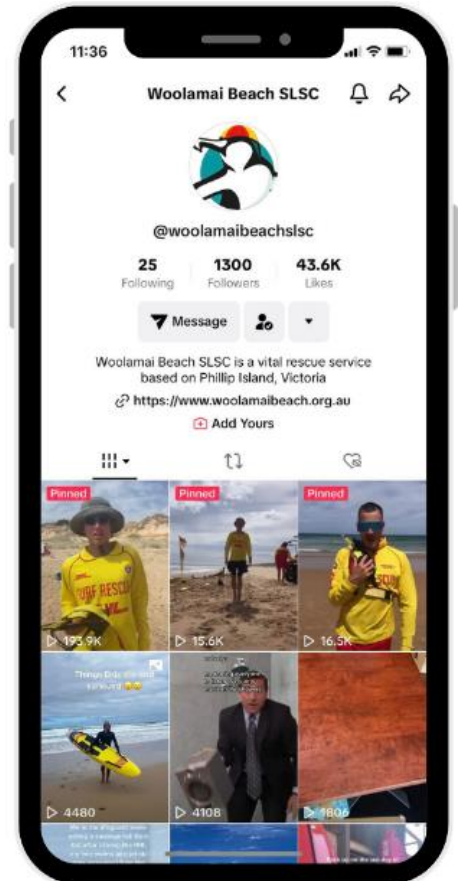 11:36
Woolamai Beach SLSC
@woolamaibeachslsc
25 1300 43.6K
Following Followers Likes
Message
Woolamai Beach SLSC is a vital rescue service
based on Phillip Island, Victoria
https://www.woolamaibeach.org.au
Add Yours
Pinned Pinned Pinned
SURF RESCUE
193.9K 15.6K 16.5K
4480 4108 4806